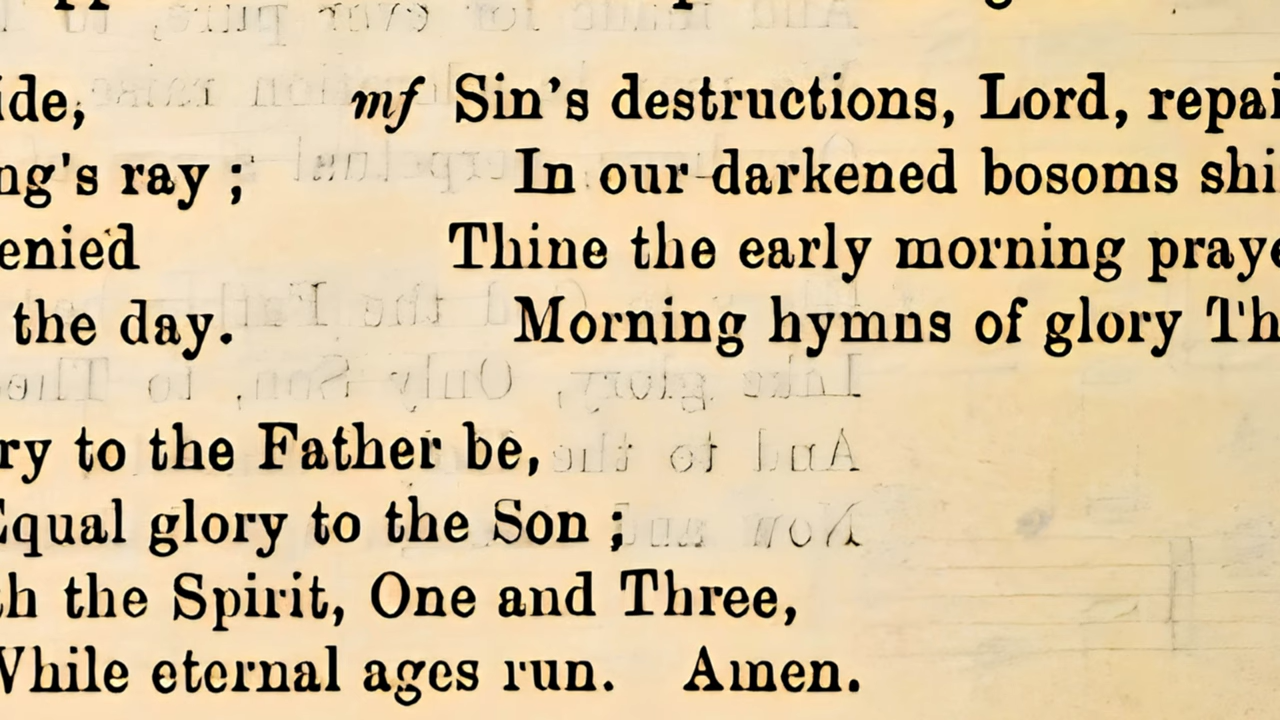 ide,
mf Sin's destructions, Lord, repai
ng's ray ;
In our darkened bosoms shi
enied
Thine the early morning praye
the day.
Morning hymns of glory Th
ry to the Father be,
Equal glory to the Son ;
th the Spirit, One and Three,
While eternal ages run. Amen.